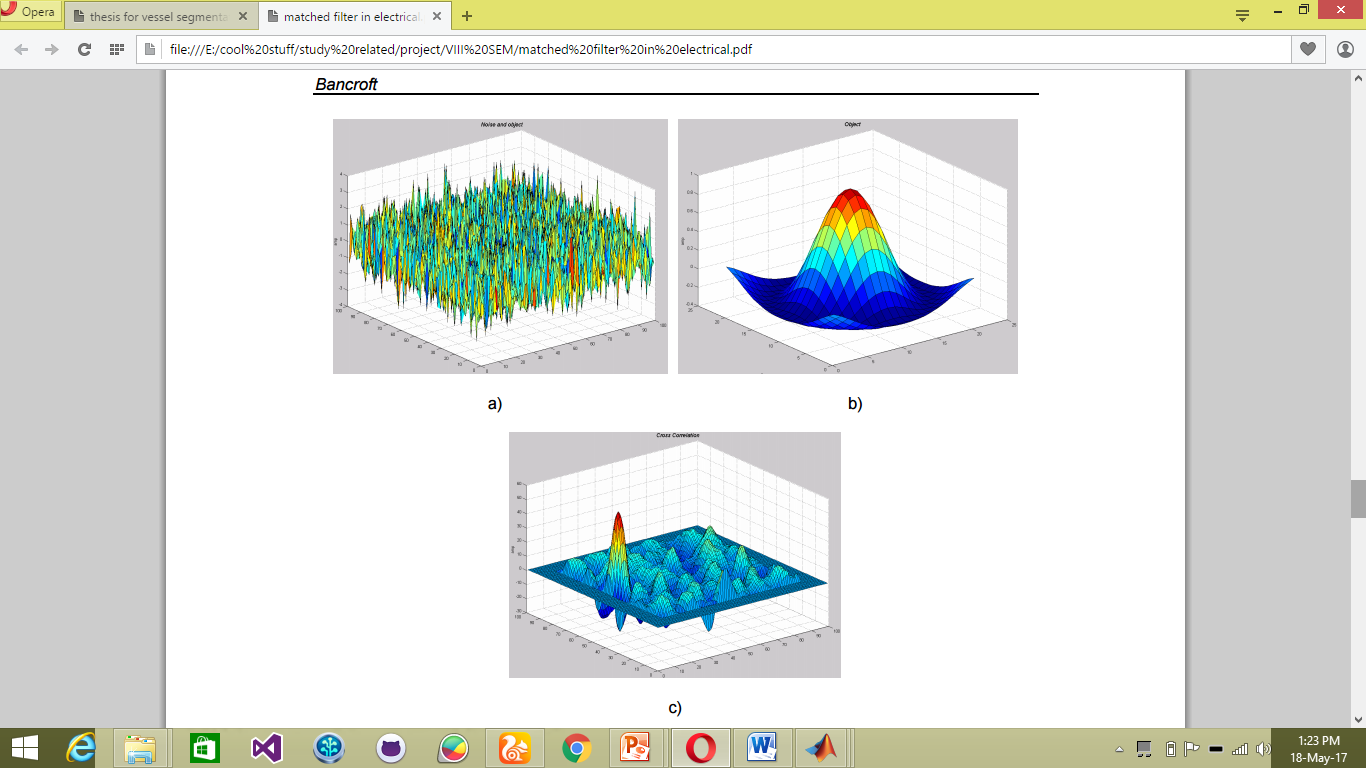 Opera
thesis for vessel segmenta
matched filter in electrical.
file:///E:/cool%20stuff/study%20related/project/VIII%20SEM/matched%20filter%20in%20electrical.pdf
Bancroft
Noise and object
Object
a)
b)
Cross Correlation
c)
1:23 PM
18-May-17